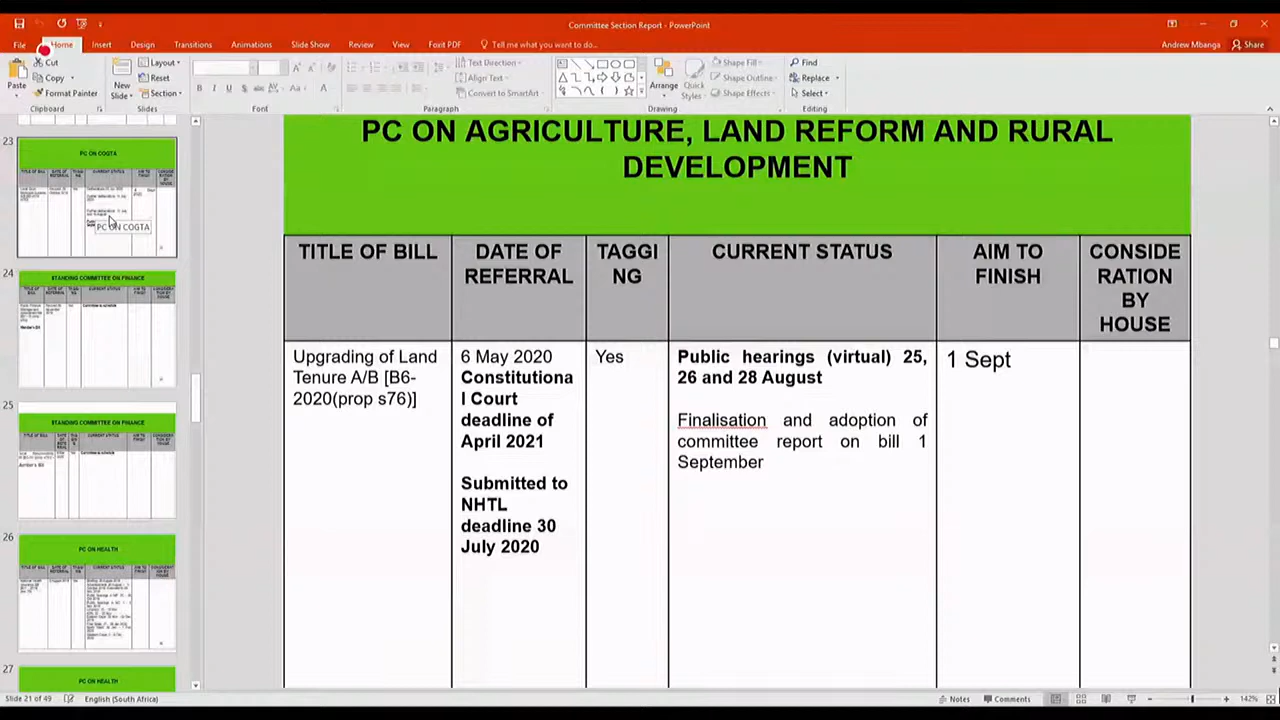 Committee Section Report - PowerPoint
File Home Insert Design Transitions Animations Slide Show Review View Foxit PDF Tell me what you want to do... Andrew Mbanga Share
Paste
Cut
Copy
Format Painter
Clipboard
New Slide
Layout
Reset
Section
Slides
Font
Text Direction
Align Text
Convert to SmartArt
Paragraph
Arrange
Quick Styles
Shape Fill
Shape Outline
Shape Effects
Drawing
Find
Replace
Select
Editing
23
PC ON COGTA
PC ON COGTA
24
STANDING COMMITTEE ON FINANCE
25
STANDING COMMITTEE ON FINANCE
26
PC ON HEALTH
27
PC ON HEALTH
PC ON AGRICULTURE, LAND REFORM AND RURAL
DEVELOPMENT
TITLE OF BILL
DATE OF
REFERRAL
TAGGI
NG
CURRENT STATUS
AIM TO
FINISH
CONSIDE
RATION
BY
HOUSE
Upgrading of Land
Tenure A/B [B6-
2020(prop s76)]
6 May 2020
Constitutiona
l Court
deadline of
April 2021
Submitted to
NHTL
deadline 30
July 2020
Yes
Public hearings (virtual) 25,
26 and 28 August
Finalisation and adoption of
committee report on bill 1
September
1 Sept
Slide 21 of 49 English (South Africa) Notes Comments 142%